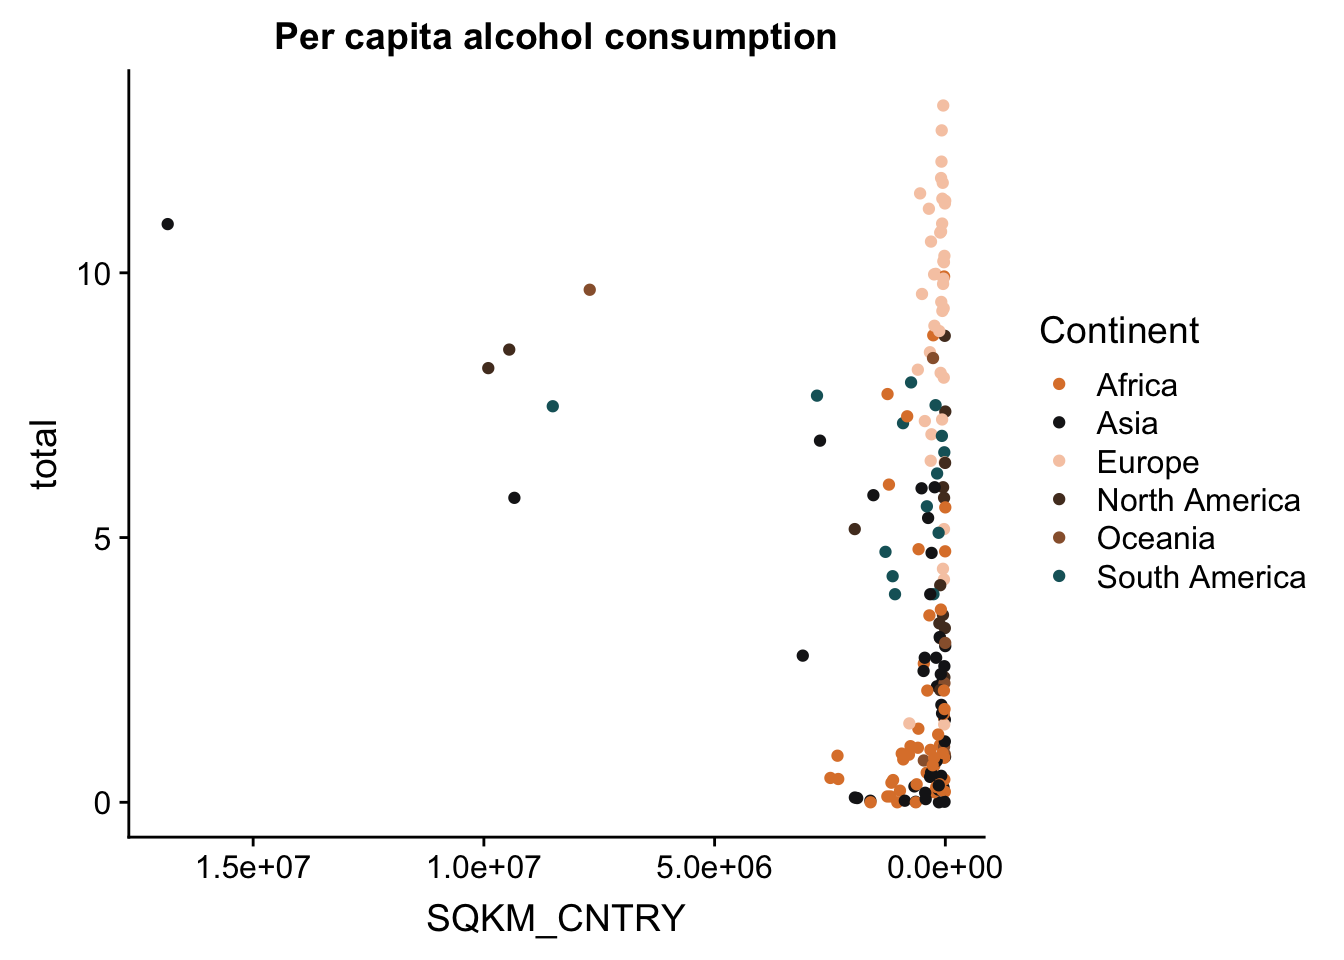 Per capita alcohol consumption
total
10
5
0
1.5e+07
1.0e+07
5.0e+06
0.0e+00
SQKM_CNTRY
Continent
Africa
Asia
Europe
North America
Oceania
South America